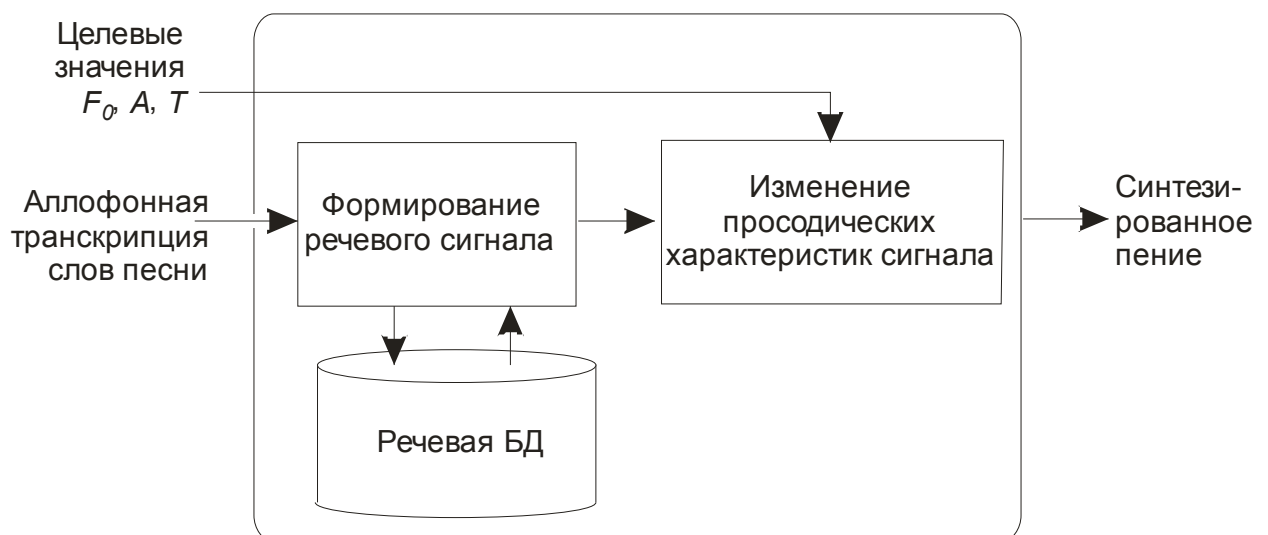 Целевые
значения
F0, A, T
Аллофонная
транскрипция
слов песни
Формирование
речевого сигнала
Изменение
просодических
характеристик сигнала
Синтези-
рованное
пение
Речевая БД